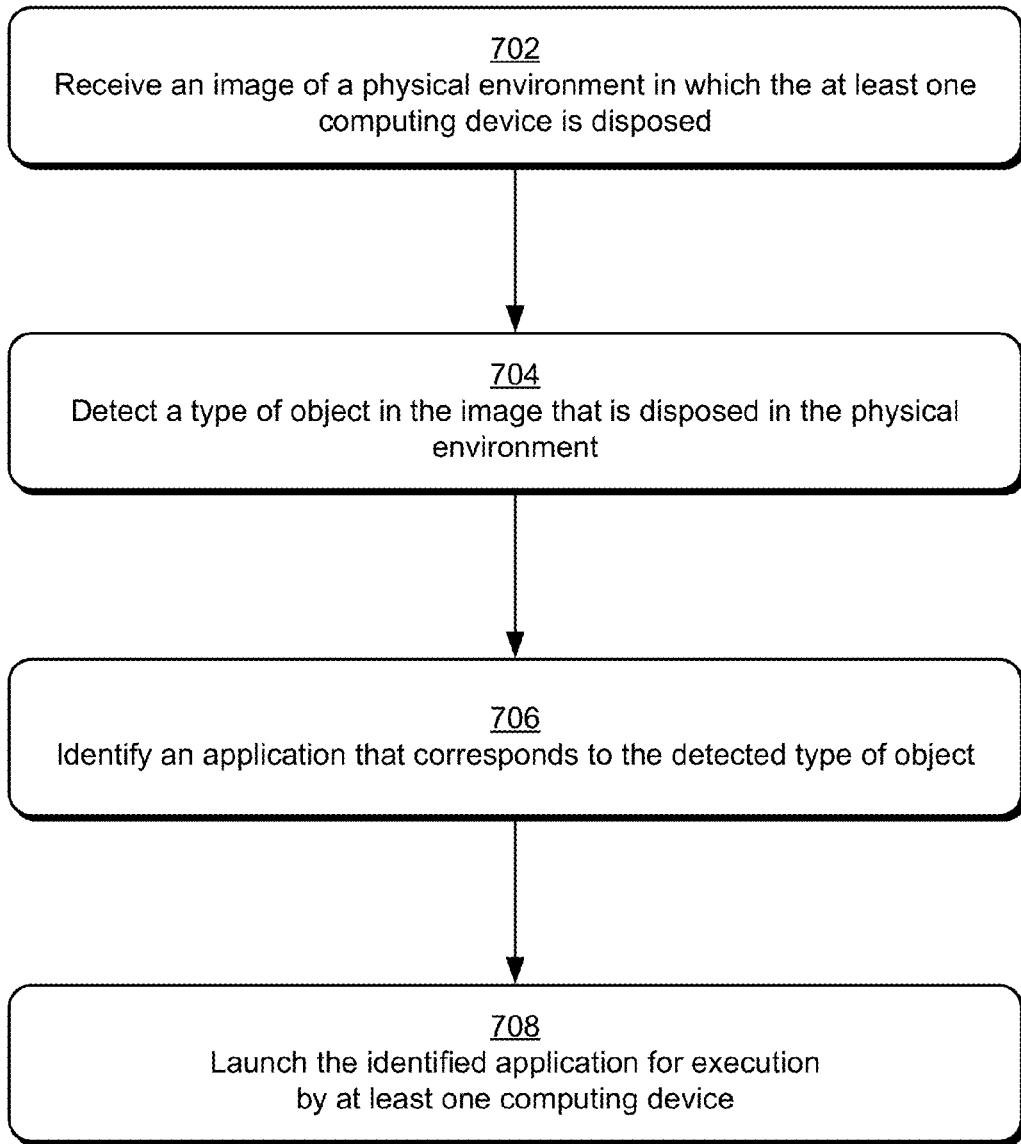 702
Receive an image of a physical environment in which the at least one
computing device is disposed
704
Detect a type of object in the image that is disposed in the physical
environment
706
Identify an application that corresponds to the detected type of object
708
Launch the identified application for execution
by at least one computing device